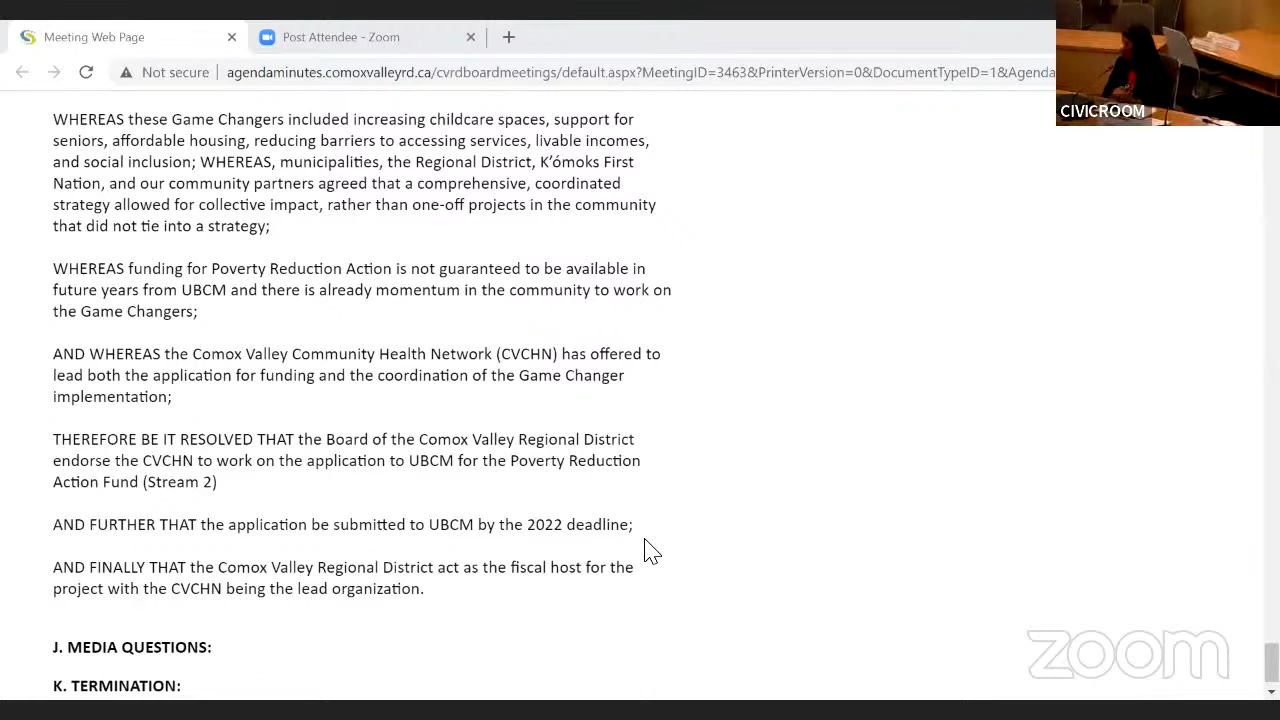 Meeting Web Page
Post Attendee - Zoom
Not secure
agendaminutes.comoxvalleyrd.ca/cvrdboardmeetings/default.aspx?MeetingID=3463&PrinterVersion=0&DocumentTypeID=1&Agenda
CIVICROOM
WHEREAS these Game Changers included increasing childcare spaces, support for
seniors, affordable housing, reducing barriers to accessing services, livable incomes,
and social inclusion; WHEREAS, municipalities, the Regional District, K’ómoks First
Nation, and our community partners agreed that a comprehensive, coordinated
strategy allowed for collective impact, rather than one-off projects in the community
that did not tie into a strategy;
WHEREAS funding for Poverty Reduction Action is not guaranteed to be available in
future years from UBCM and there is already momentum in the community to work on
the Game Changers;
AND WHEREAS the Comox Valley Community Health Network (CVCHN) has offered to
lead both the application for funding and the coordination of the Game Changer
implementation;
THEREFORE BE IT RESOLVED THAT the Board of the Comox Valley Regional District
endorse the CVCHN to work on the application to UBCM for the Poverty Reduction
Action Fund (Stream 2)
AND FURTHER THAT the application be submitted to UBCM by the 2022 deadline;
AND FINALLY THAT the Comox Valley Regional District act as the fiscal host for the
project with the CVCHN being the lead organization.
J. MEDIA QUESTIONS:
K. TERMINATION:
zoom